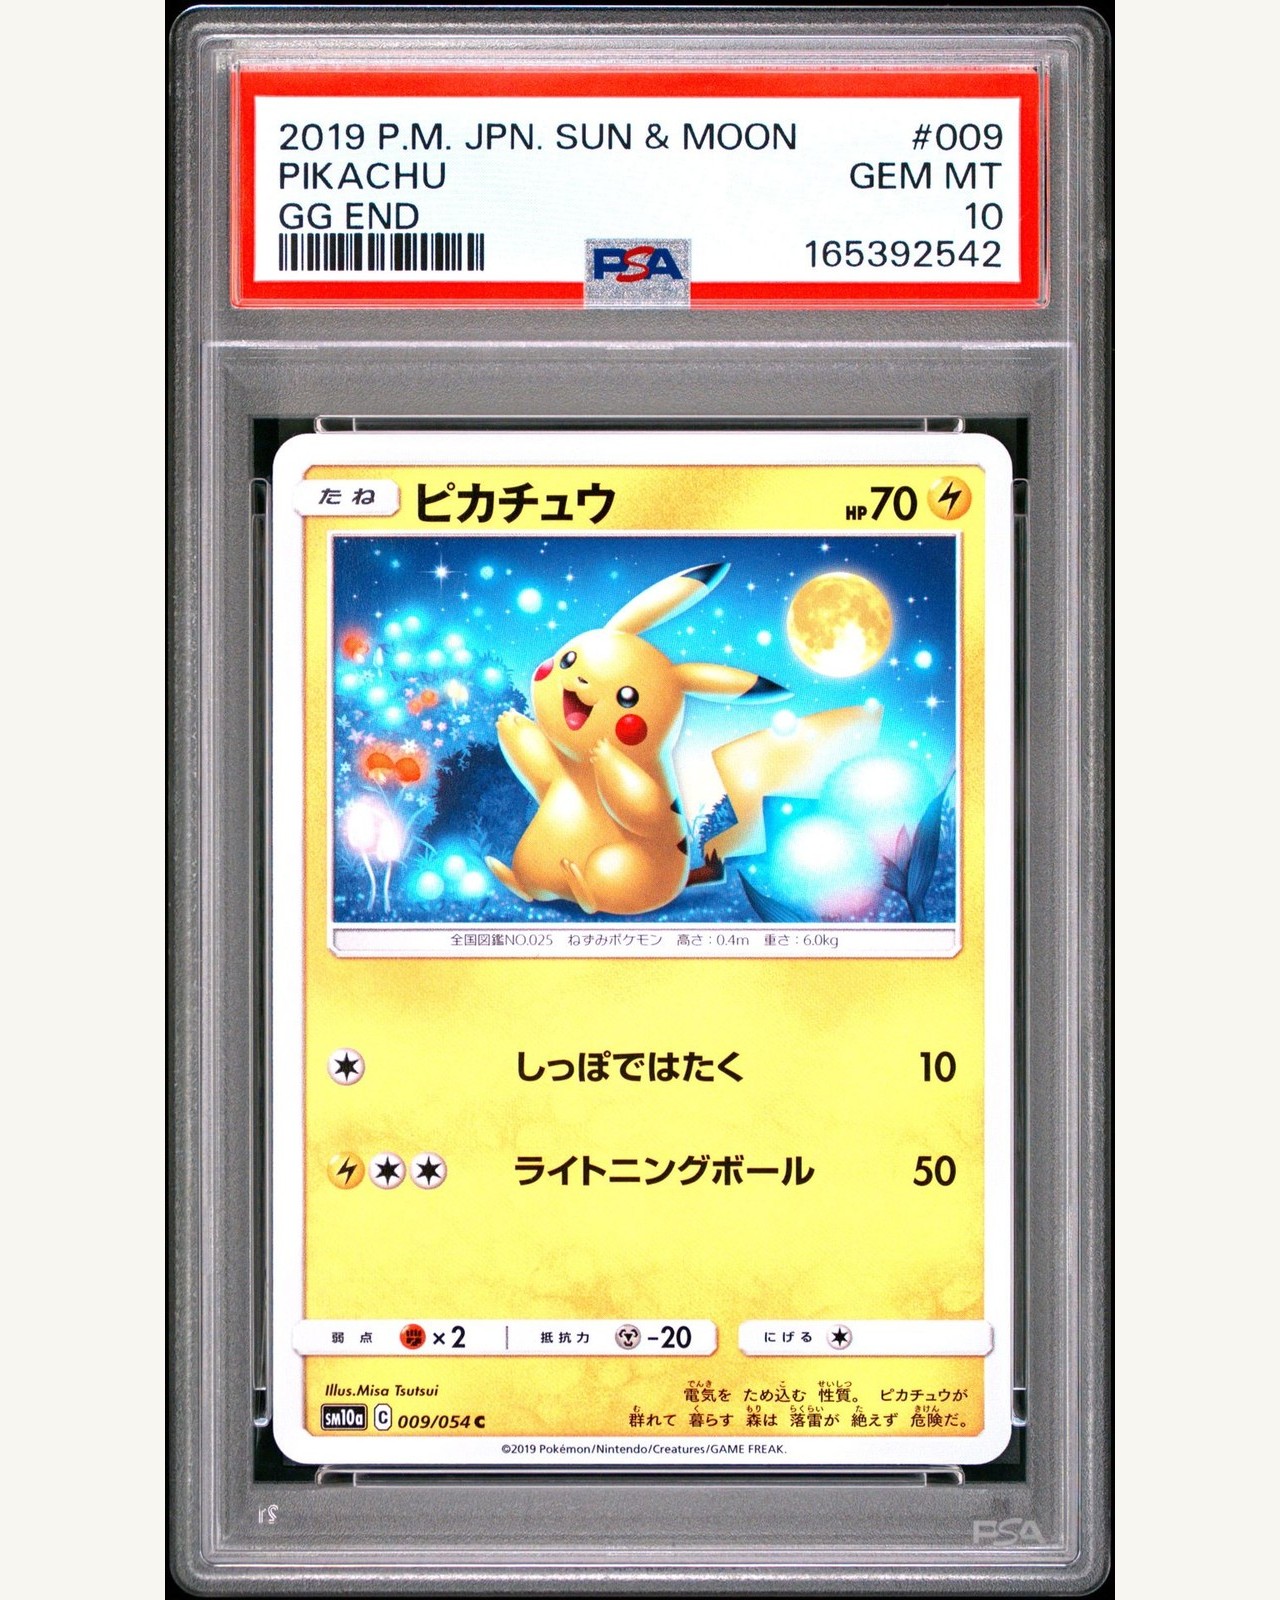 2019 P.M. JPN. SUN & MOON #009
PIKACHU GEM MT
GG END 10
165392542
PSA
たね ピカチュウ HP70
全国図鑑NO.025 ねずみポケモン 高さ:0.4m 重さ:6.0kg
しっぽではたく 10
ライトニングボール 50
弱点 ×2 抵抗力 -20 にげる
Illus.Misa Tsutsui
電気を ため込む 性質。 ピカチュウが
群れて 暮らす 森は 落雷が 絶えず 危険だ。
sm10a C 009/054 C
©2019 Pokémon/Nintendo/Creatures/GAME FREAK.
PSA